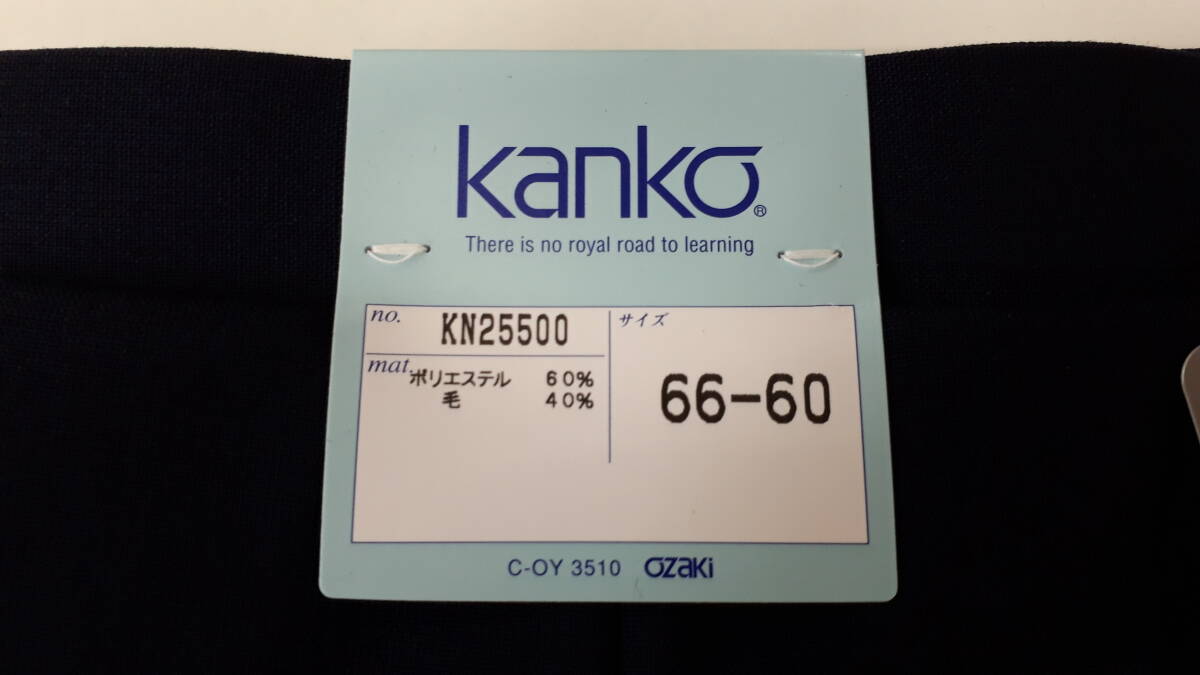 kanko®
There is no royal road to learning
no. KN25500
mat. ポリエステル 60%
毛 40%
サイズ
66-60
C-OY 3510 OZAKI